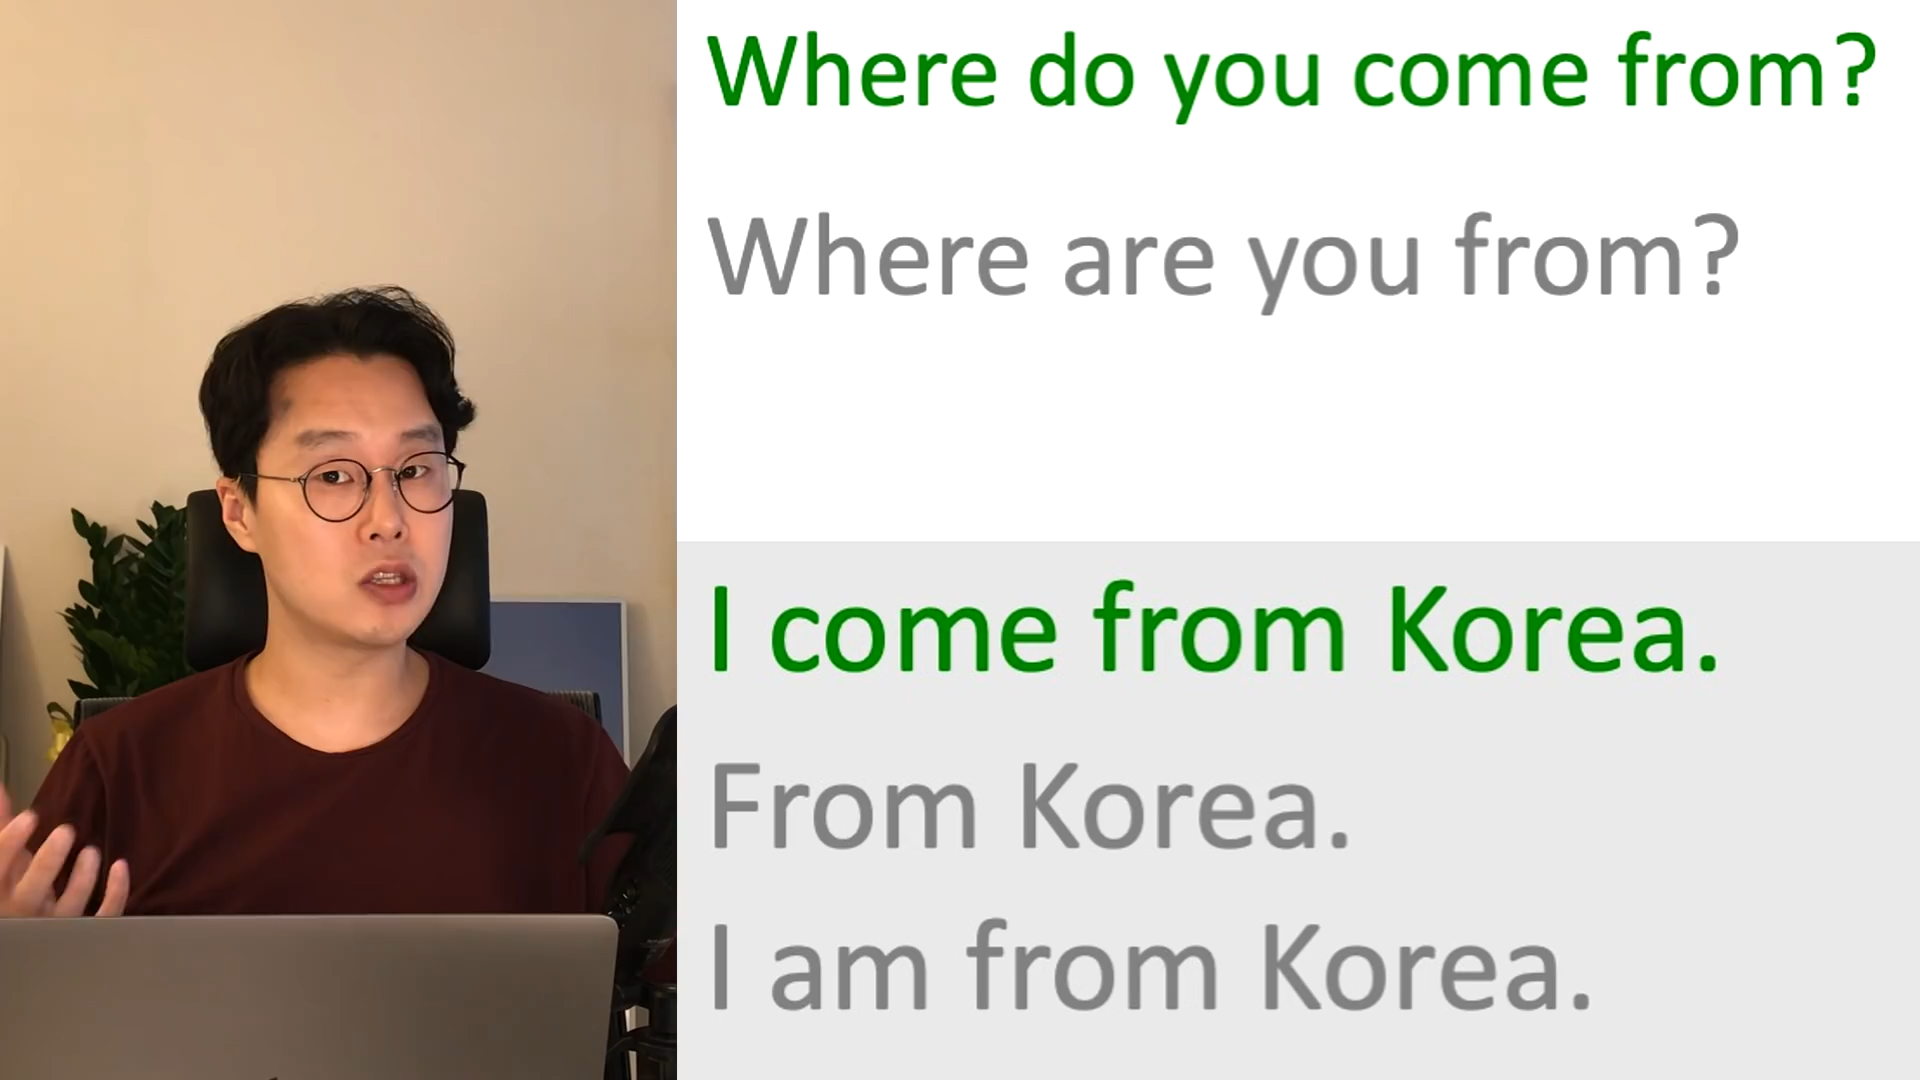 Where do you come from?
Where are you from?
I come from Korea.
From Korea.
I am from Korea.